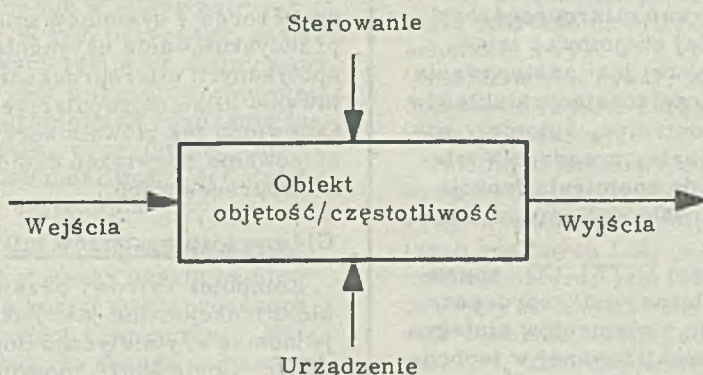 Sterowanie
Obiekt
objętość/częstotliwość
Wejścia
Wyjścia
Urządzenie